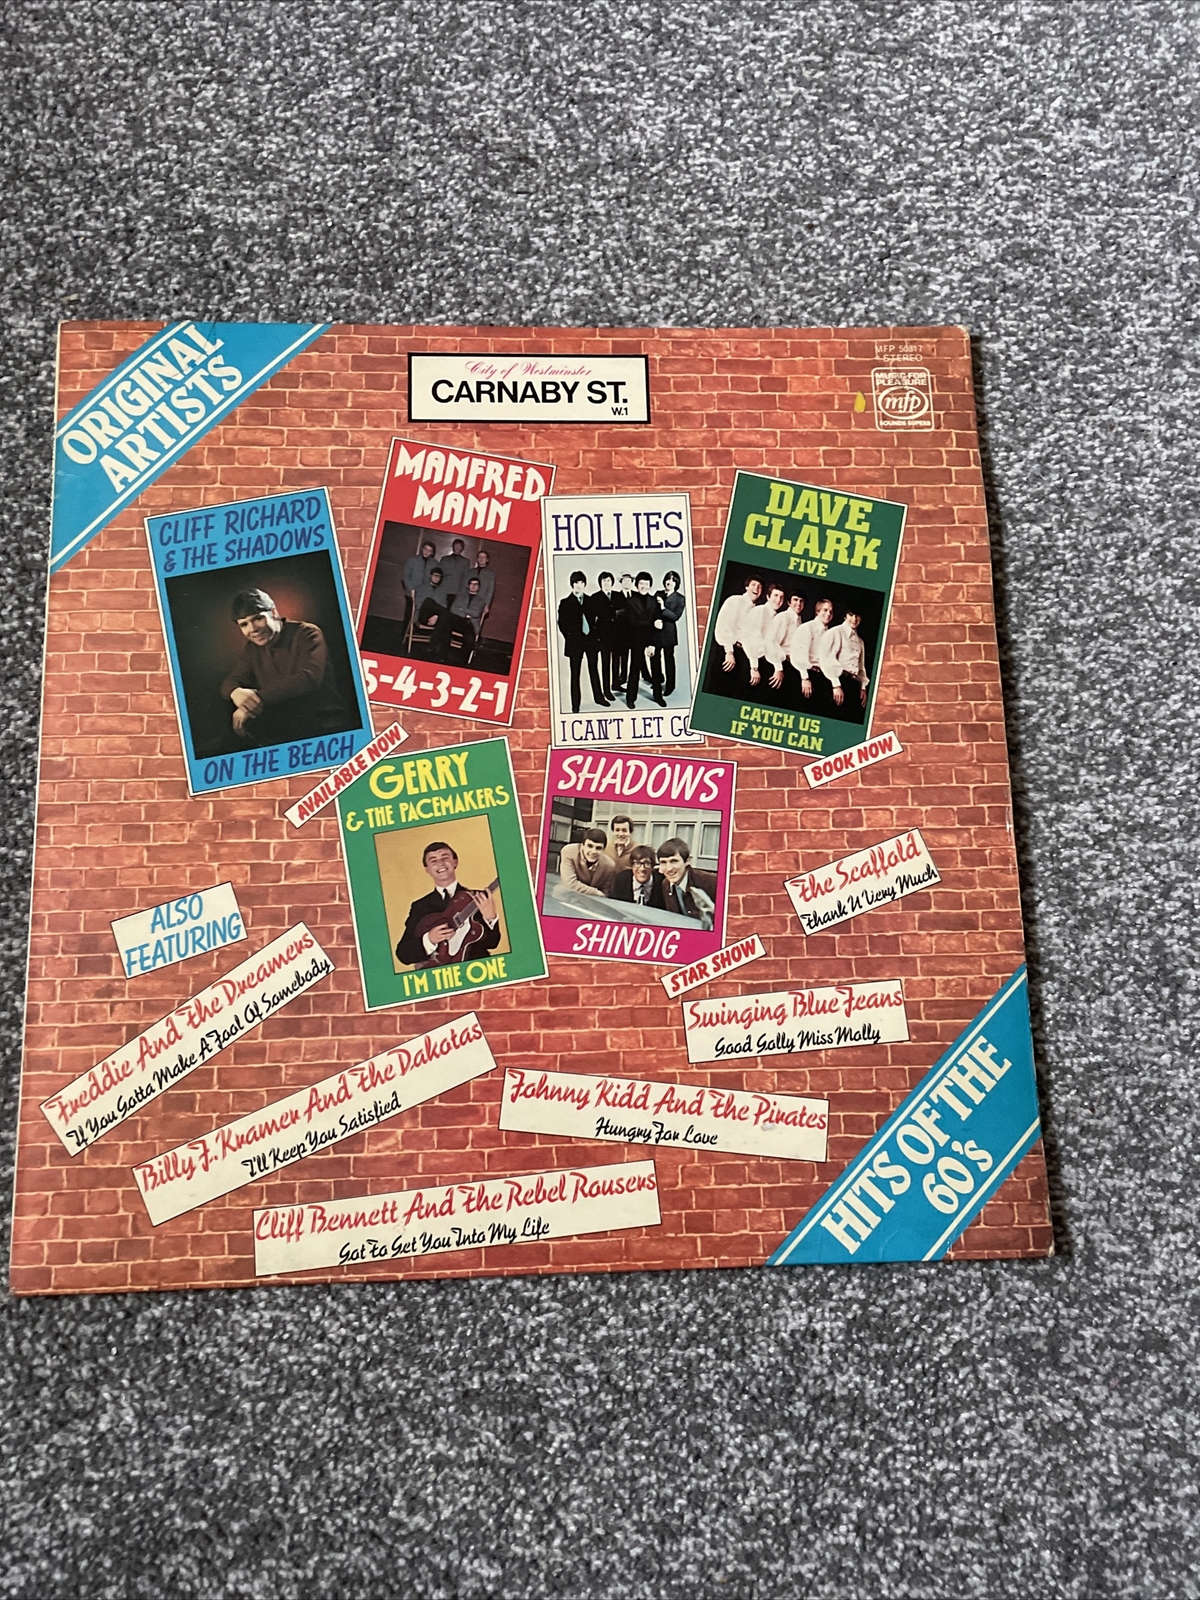 ORIGINAL
ARTISTS
City of Westminster
CARNABY ST.
W.1
MFP 50317
STEREO
MUSIC FOR
PLEASURE
mfp
SOUNDS SUPERB
CLIFF RICHARD
& THE SHADOWS
ON THE BEACH
MANFRED
MANN
5-4-3-2-1
HOLLIES
I CAN'T LET GO
DAVE
CLARK
FIVE
CATCH US
IF YOU CAN
AVAILABLE NOW
BOOK NOW
GERRY
& THE PACEMAKERS
I'M THE ONE
SHADOWS
SHINDIG
STAR SHOW
The Scaffold
Thank U Very Much
ALSO
FEATURING
Freddie And The Dreamers
If You Gotta Make A Fool Of Somebody
Swinging Blue Jeans
Good Golly Miss Molly
Billy J. Kramer And The Dakotas
I'll Keep You Satisfied
Johnny Kidd And The Pirates
Hungry For Love
Cliff Bennett And The Rebel Rousers
Got To Get You Into My Life
HITS OF THE
60's